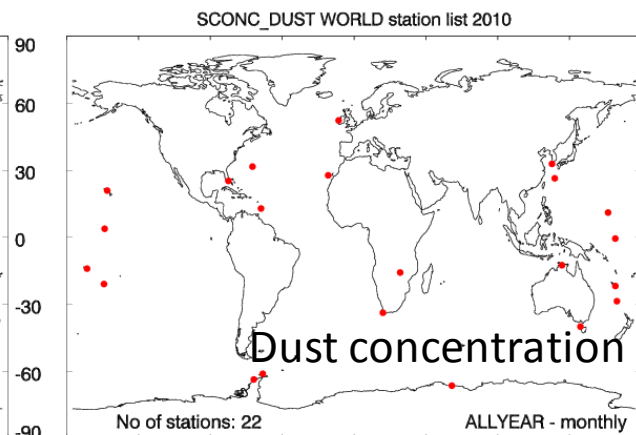 SCONC_DUST WORLD station list 2010
90
60
30
0
-30
Dust concentration
-60
No of stations: 22 ALLYEAR - monthly
-90